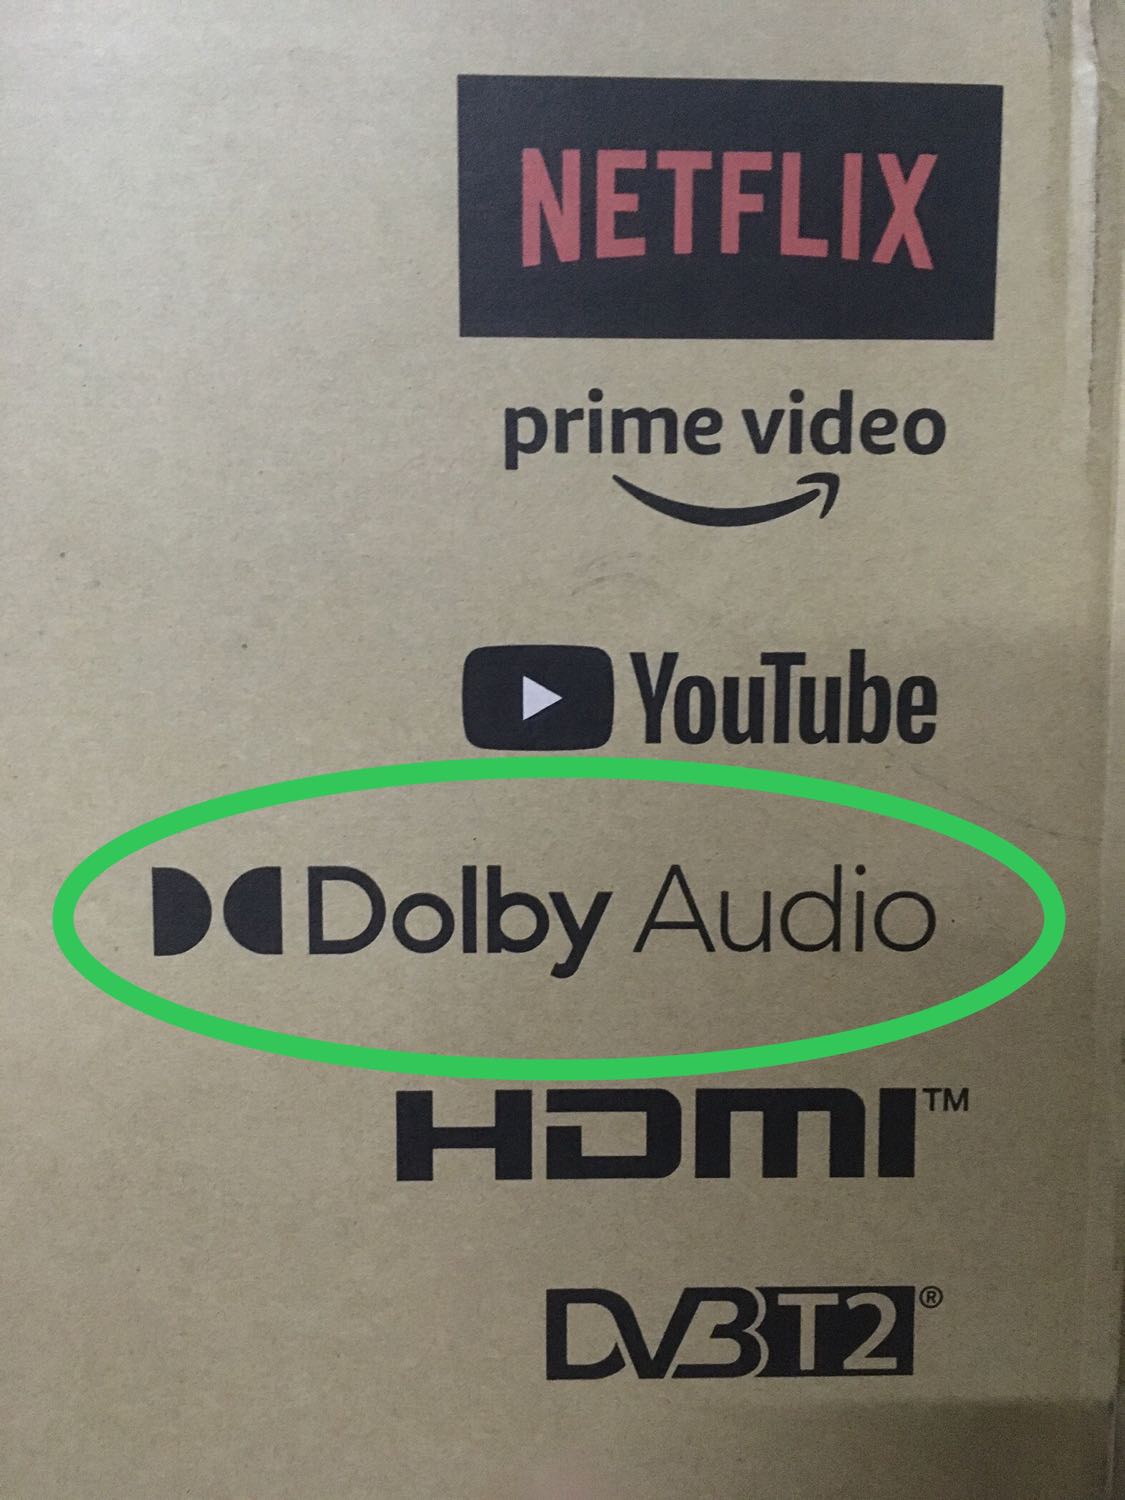 NETFLIX
prime video
YouTube
Dolby Audio
HDMI™
DVB T2®